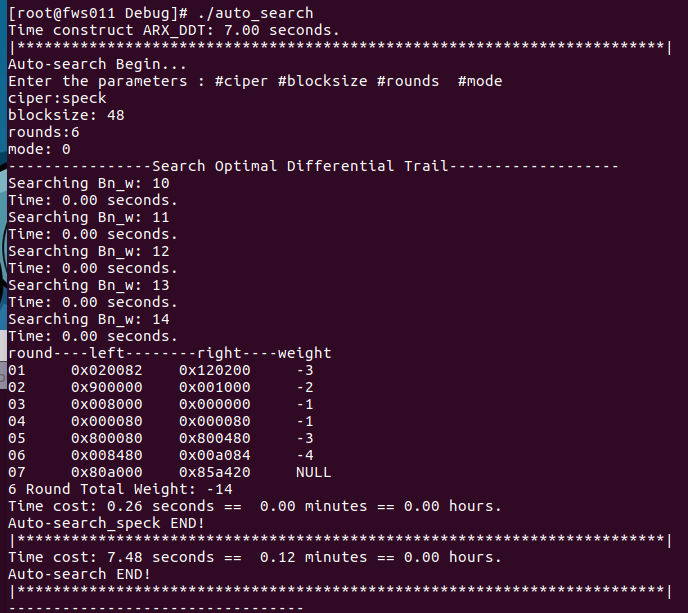 [root@fws011 Debug]# ./auto_search
Time construct ARX_DDT: 7.00 seconds.
|************************************************************************|
Auto-search Begin...
Enter the parameters : #ciper #blocksize #rounds  #mode
ciper:speck
blocksize: 48
rounds:6
mode: 0
----------------Search Optimal Differential Trail-------------------
Searching Bn_w: 10
Time: 0.00 seconds.
Searching Bn_w: 11
Time: 0.00 seconds.
Searching Bn_w: 12
Time: 0.00 seconds.
Searching Bn_w: 13
Time: 0.00 seconds.
Searching Bn_w: 14
Time: 0.00 seconds.
round----left--------right----weight
01     0x020082    0x120200     -3
02     0x900000    0x001000     -2
03     0x008000    0x000000     -1
04     0x000080    0x000080     -1
05     0x800080    0x800480     -3
06     0x008480    0x00a084     -4
07     0x80a000    0x85a420     NULL
6 Round Total Weight: -14
Time cost: 0.26 seconds ==  0.00 minutes == 0.00 hours.
Auto-search_speck END!
|************************************************************************|
Time cost: 7.48 seconds ==  0.12 minutes == 0.00 hours.
Auto-search END!
|************************************************************************|
---------------------------------